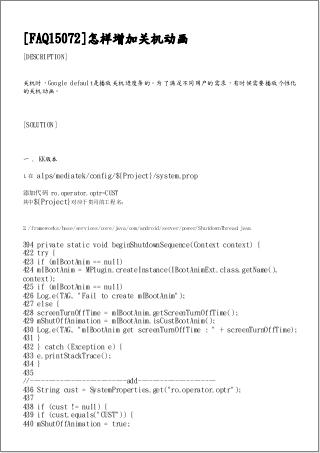 [FAQ15072]怎样增加关机动画
[DESCRIPTION]
关机时，Google default是播放关机进度条的。为了满足不同用户的需求，有时候需要播放个性化
的关机动画。
[SOLUTION]
一 . KK版本
1.在 alps/mediatek/config/${Project}/system.prop
添加代码 ro.operator.optr=CUST
其中${Project}对应于贵司的工程名;
2. /frameworks/base/services/core/java/com/android/server/power/ShutdownThread.java
394 private static void beginShutdownSequence(Context context) {
422 try {
423 if (mIBootAnim == null)
424 mIBootAnim = MPlugin.createInstance(IBootAnimExt.class.getName(),
context);
425 if (mIBootAnim == null)
426 Log.e(TAG, "Fail to create mIBootAnim");
427 else {
428 screenTurnOffTime = mIBootAnim.getScreenTurnOffTime();
429 mShutOffAnimation = mIBootAnim.isCustBootAnim();
430 Log.e(TAG, "mIBootAnim get screenTurnOffTime : " + screenTurnOffTime);
431 }
432 } catch (Exception e) {
433 e.printStackTrace();
434 }
435
//-------------------------add--------------------
436 String cust = SystemProperties.get("ro.operator.optr");
437
438 if (cust != null) {
439 if (cust.equals("CUST")) {
440 mShutOffAnimation = true;